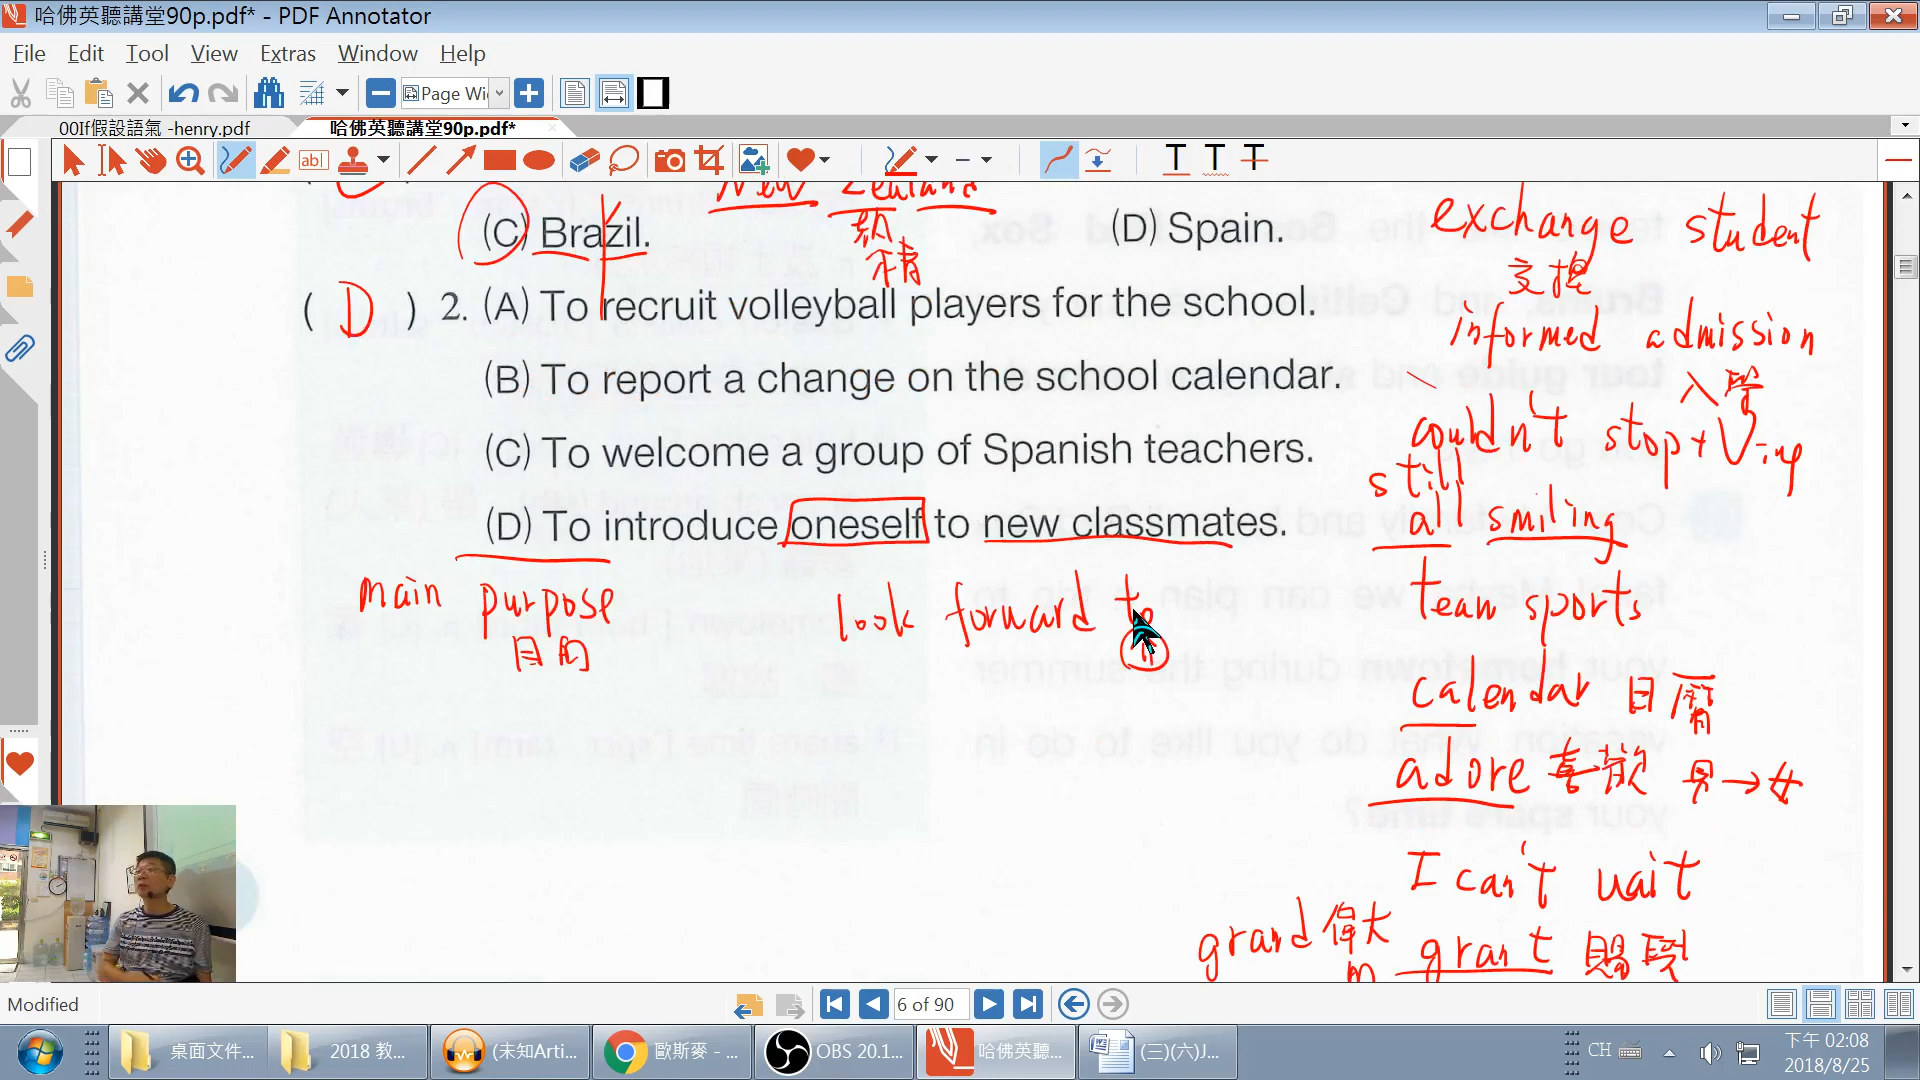 哈佛英聽講堂90p.pdf* - PDF Annotator
File Edit Tool View Extras Window Help
Page Wi
00If假設語氣 -henry.pdf
哈佛英聽講堂90p.pdf*
New Zealand
(C) Brazil.
(D) Spain.
exchange student
交換
( D ) 2. (A) To recruit volleyball players for the school.
informed admission
入學
(B) To report a change on the school calendar.
couldn't stop + V-ing
(C) To welcome a group of Spanish teachers.
still
all smiling
(D) To introduce oneself to new classmates.
main purpose
目的
look forward to
team sports
calendar 日曆
adore 喜歡 男→女
I can't wait
grand 偉大的
grant 賜與
Modified
6 of 90
桌面文件...
2018 教...
(未知Arti...
歐斯麥 - ...
OBS 20.1...
哈佛英聽...
(三)(六)J...
CH
下午 02:08
2018/8/25